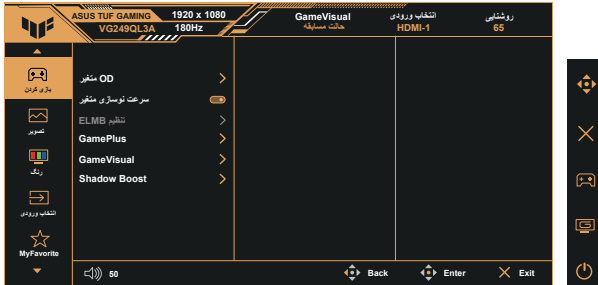 ASUS TUF GAMING
VG249QL3A
1920 x 1080
180Hz
GameVisual
حالت مسابقه
انتخاب ورودی
HDMI-1
روشنایی
65
بازی کردن
تصویر
رنگ
انتخاب ورودی
MyFavorite
OD متغیر
سرعت نوسازی متغیر
تنظیم ELMB
GamePlus
GameVisual
Shadow Boost
50
Back
Enter
Exit